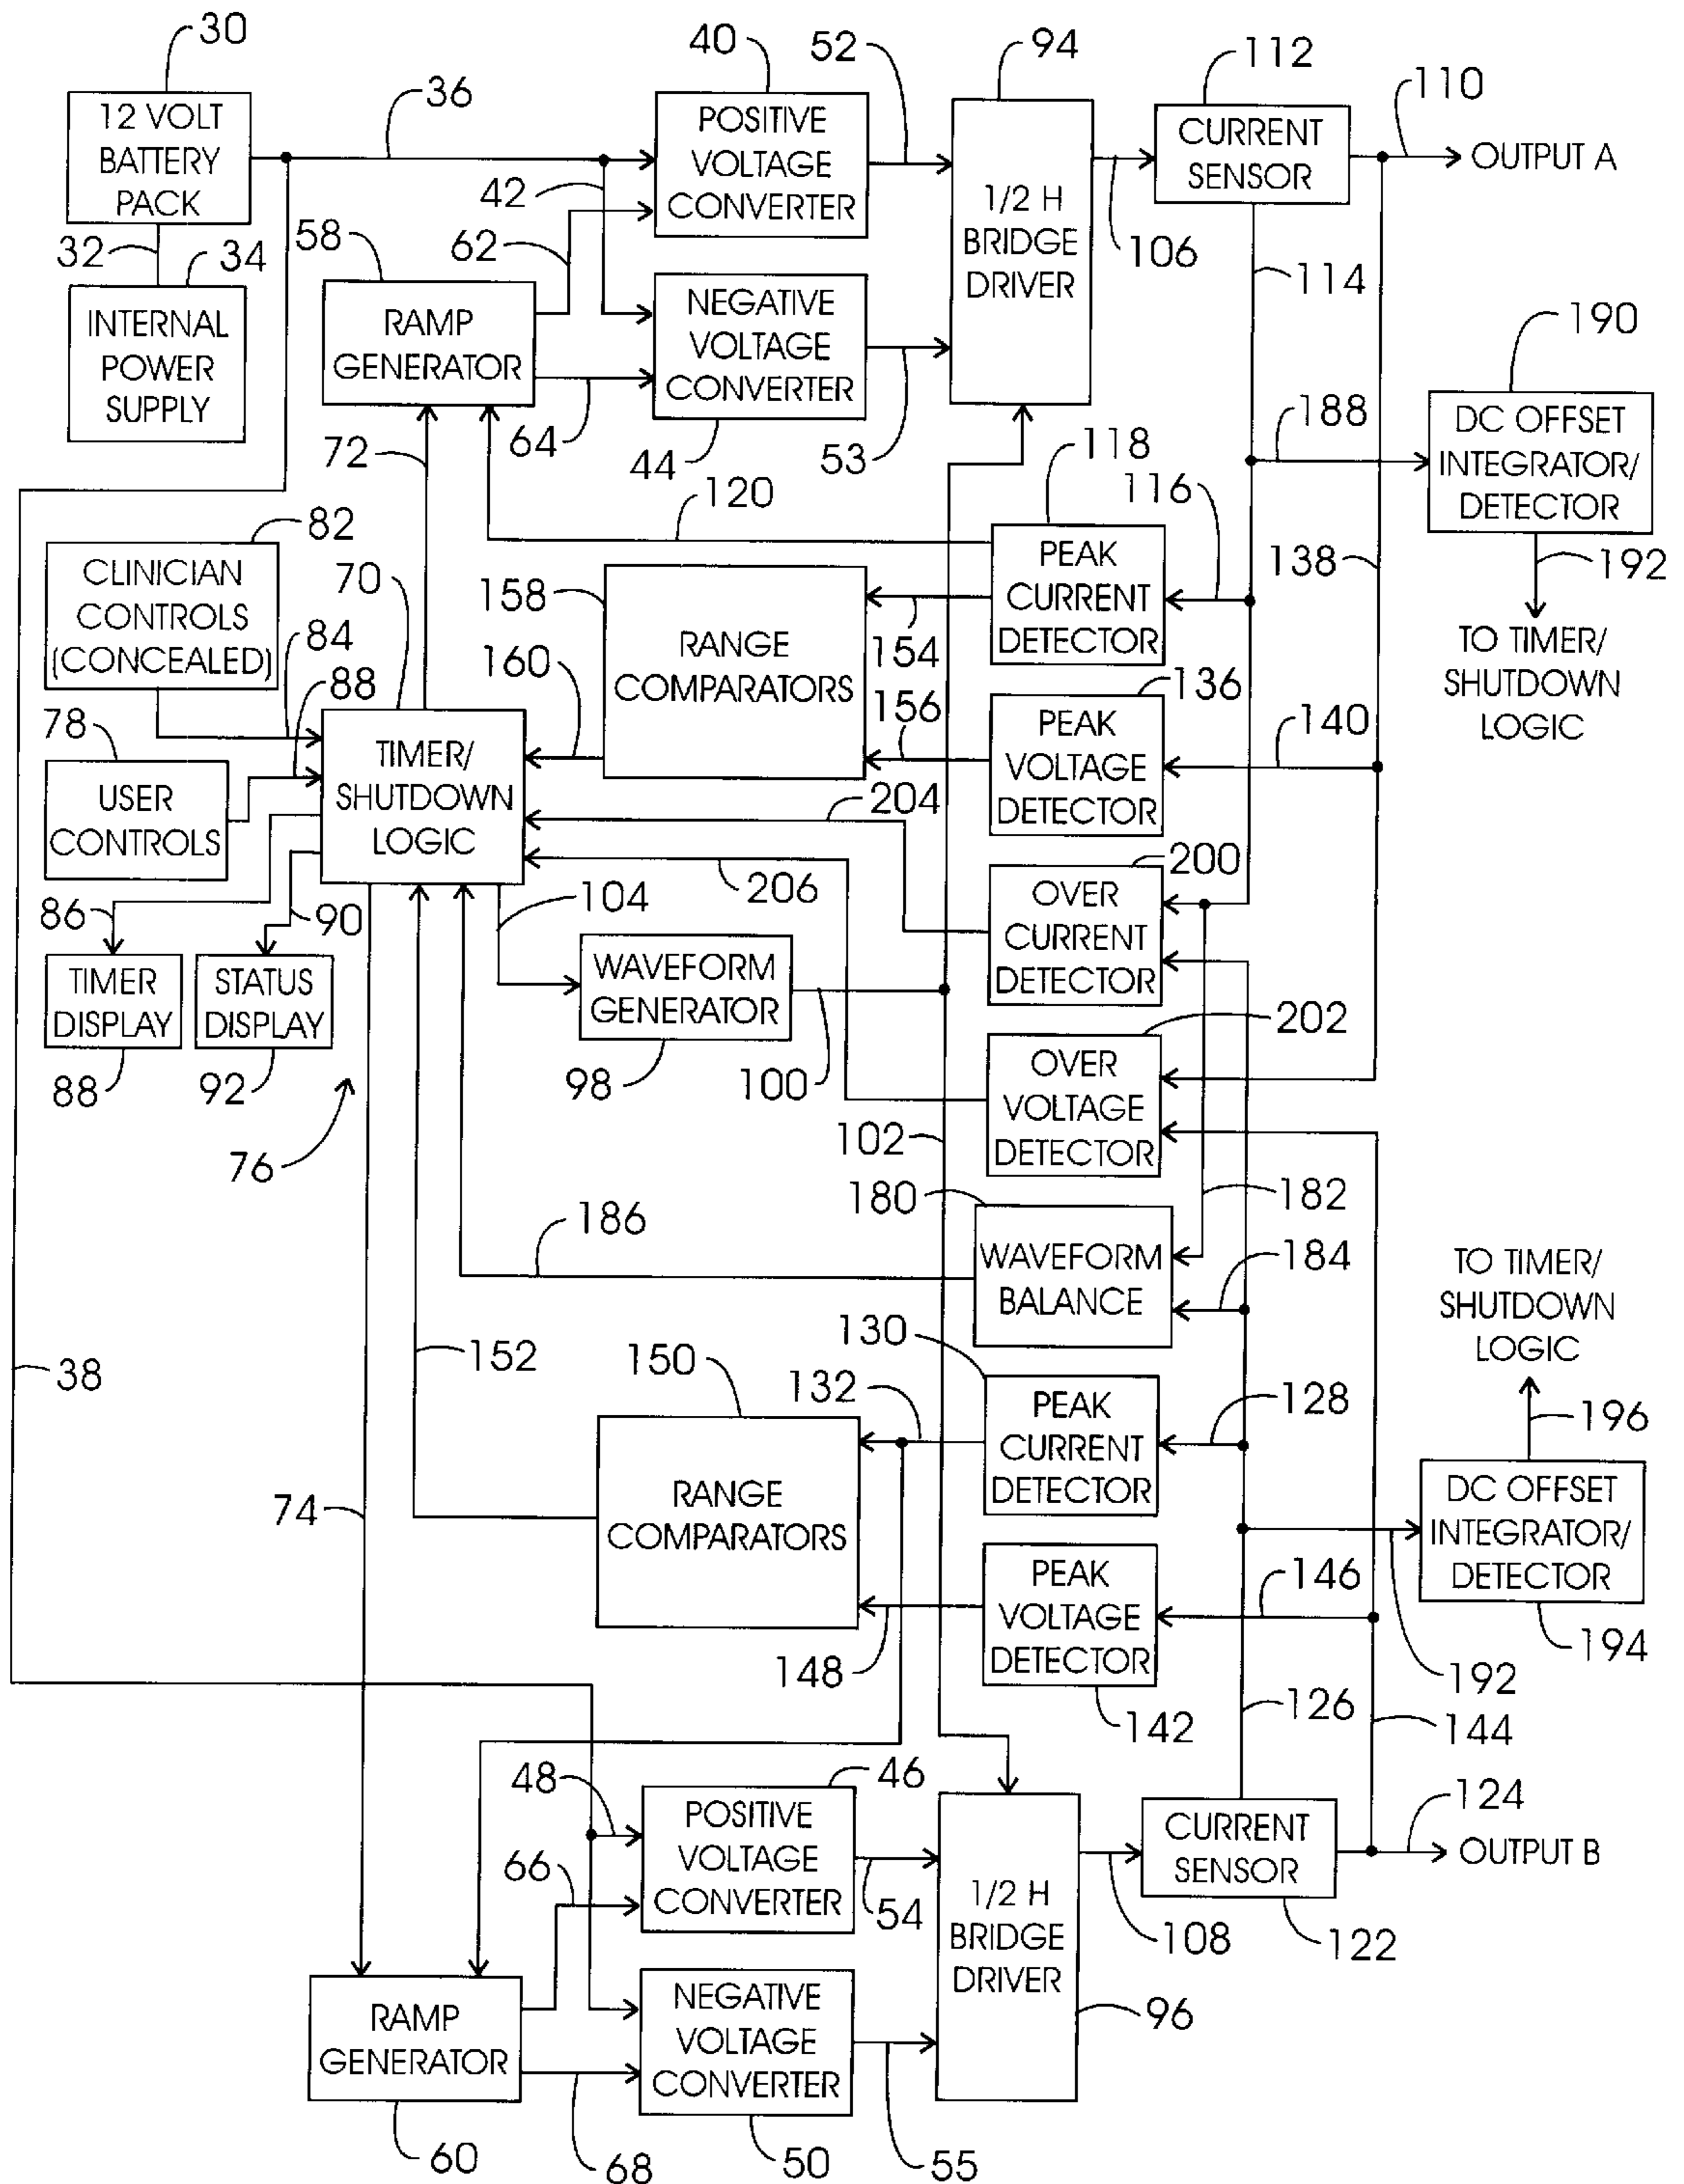 30
40
52
94
112
110
12 VOLT
BATTERY
PACK
36
POSITIVE
VOLTAGE
CONVERTER
CURRENT
SENSOR
OUTPUT A
42
1/2 H
BRIDGE
DRIVER
106
32
34
58
62
114
INTERNAL
POWER
SUPPLY
RAMP
GENERATOR
NEGATIVE
VOLTAGE
CONVERTER
190
72
64
44
53
118
188
DC OFFSET
INTEGRATOR/
DETECTOR
120
116
138
192
82
CLINICIAN
CONTROLS
(CONCEALED)
70
158
PEAK
CURRENT
DETECTOR
84
88
160
RANGE
COMPARATORS
154
TO TIMER/
SHUTDOWN
LOGIC
78
156
136
140
USER
CONTROLS
TIMER/
SHUTDOWN
LOGIC
PEAK
VOLTAGE
DETECTOR
204
206
200
86
90
104
OVER
CURRENT
DETECTOR
TIMER
DISPLAY
STATUS
DISPLAY
WAVEFORM
GENERATOR
202
88
92
98
100
OVER
VOLTAGE
DETECTOR
76
102
180
182
186
WAVEFORM
BALANCE
184
TO TIMER/
SHUTDOWN
LOGIC
38
152
150
132
130
128
196
PEAK
CURRENT
DETECTOR
74
RANGE
COMPARATORS
DC OFFSET
INTEGRATOR/
DETECTOR
PEAK
VOLTAGE
DETECTOR
146
148
142
126
192
194
144
48
46
124
POSITIVE
VOLTAGE
CONVERTER
CURRENT
SENSOR
OUTPUT B
66
54
1/2 H
BRIDGE
DRIVER
108
122
RAMP
GENERATOR
NEGATIVE
VOLTAGE
CONVERTER
96
60
68
50
55